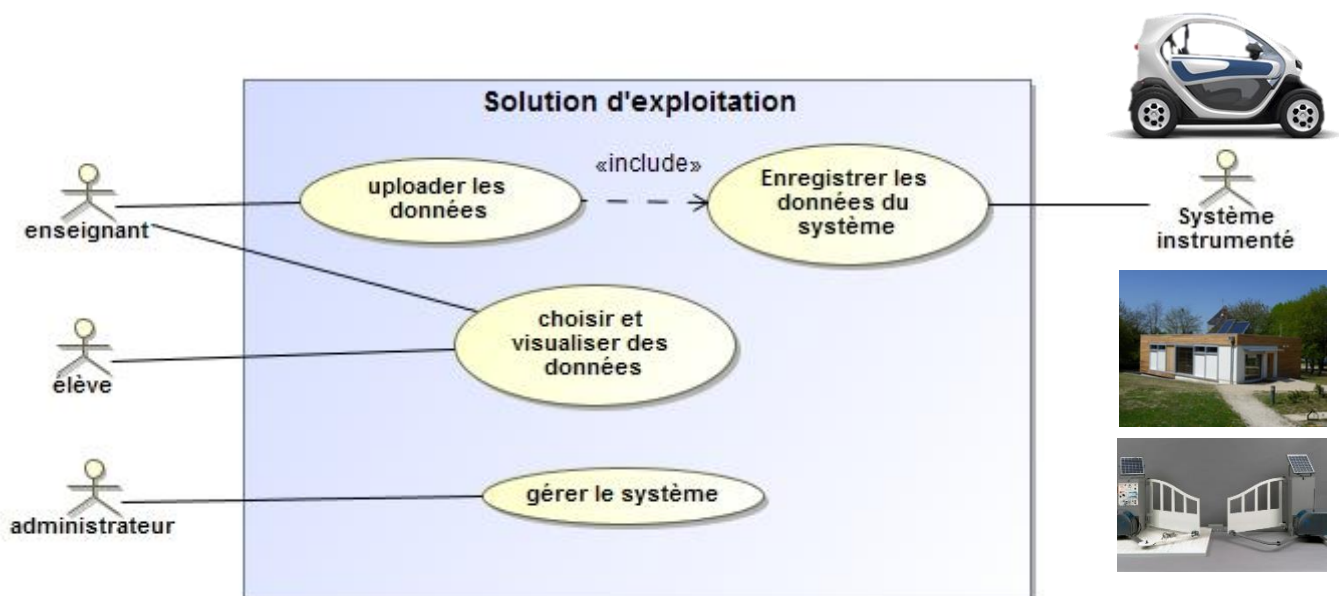 Solution d'exploitation
«include»
uploader les
données
Enregistrer les
données du
système
enseignant
Système
instrumenté
choisir et
visualiser des
données
élève
gérer le système
administrateur